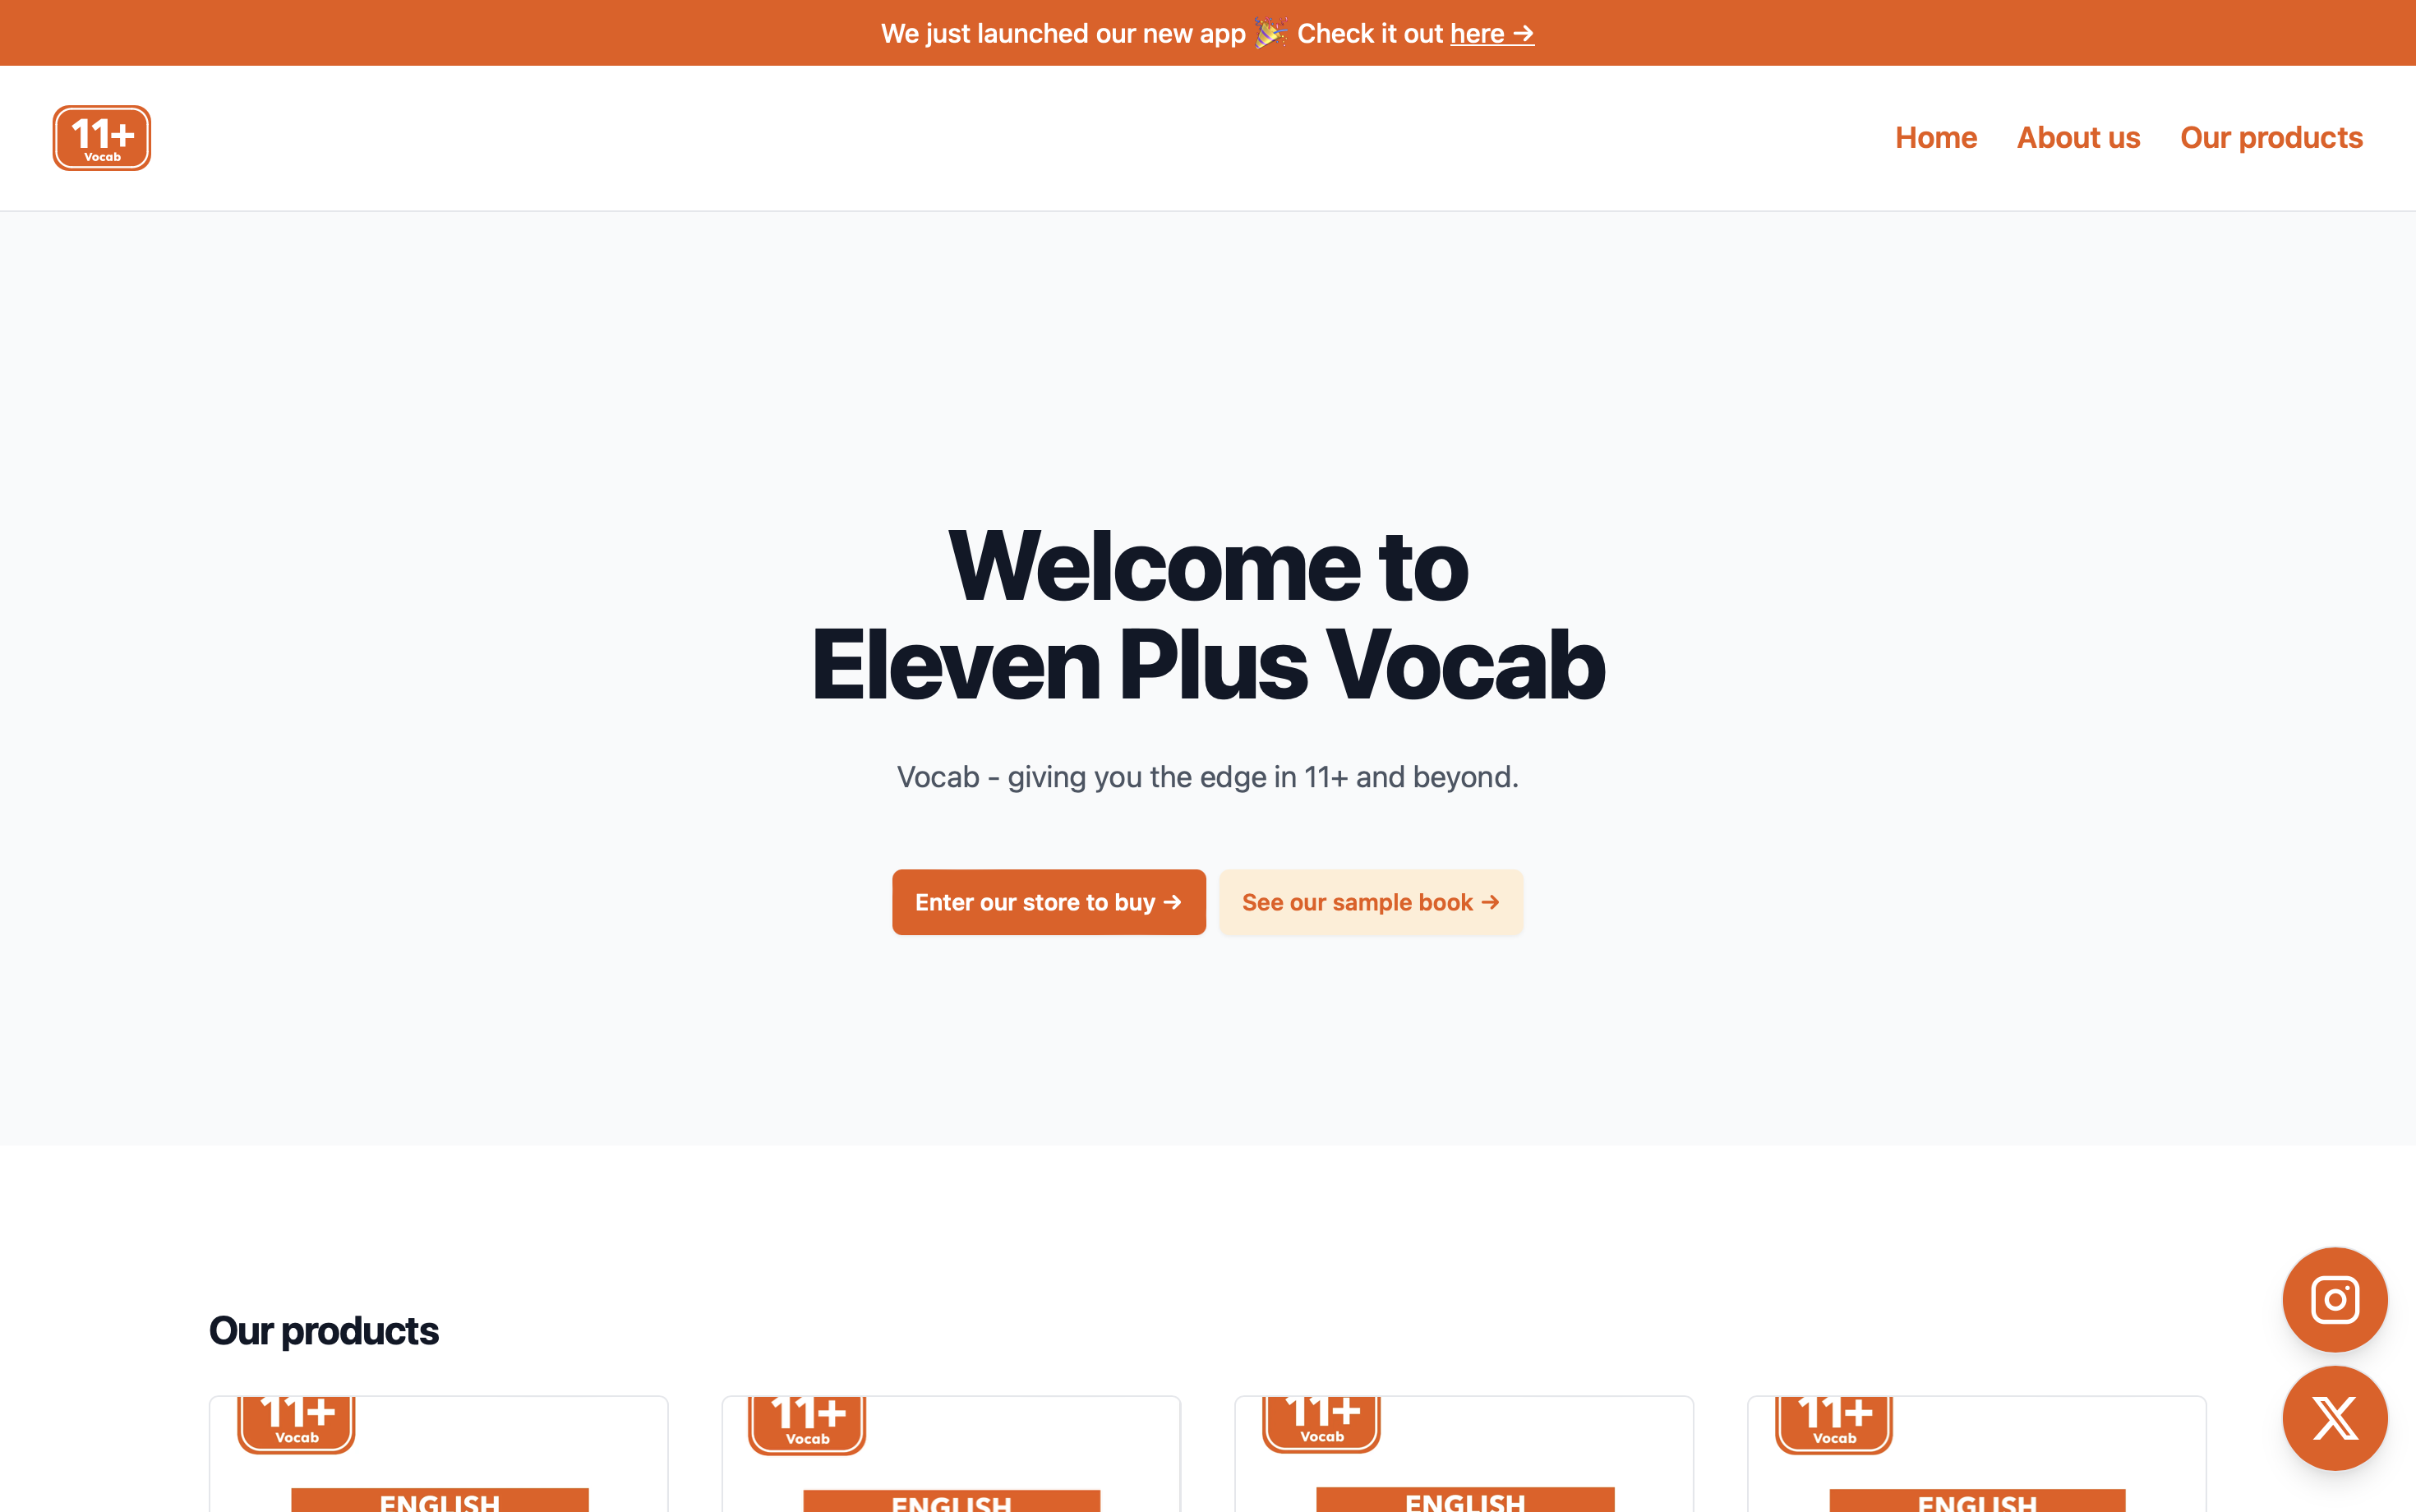 We just launched our new app 🎉 Check it out here →
11+
Vocab
Home About us Our products
Welcome to
Eleven Plus Vocab
Vocab - giving you the edge in 11+ and beyond.
Enter our store to buy → See our sample book →
Our products
11+ 11+ 11+ 11+
Vocab Vocab Vocab Vocab
ENGLISH ENGLISH ENGLISH ENGLISH